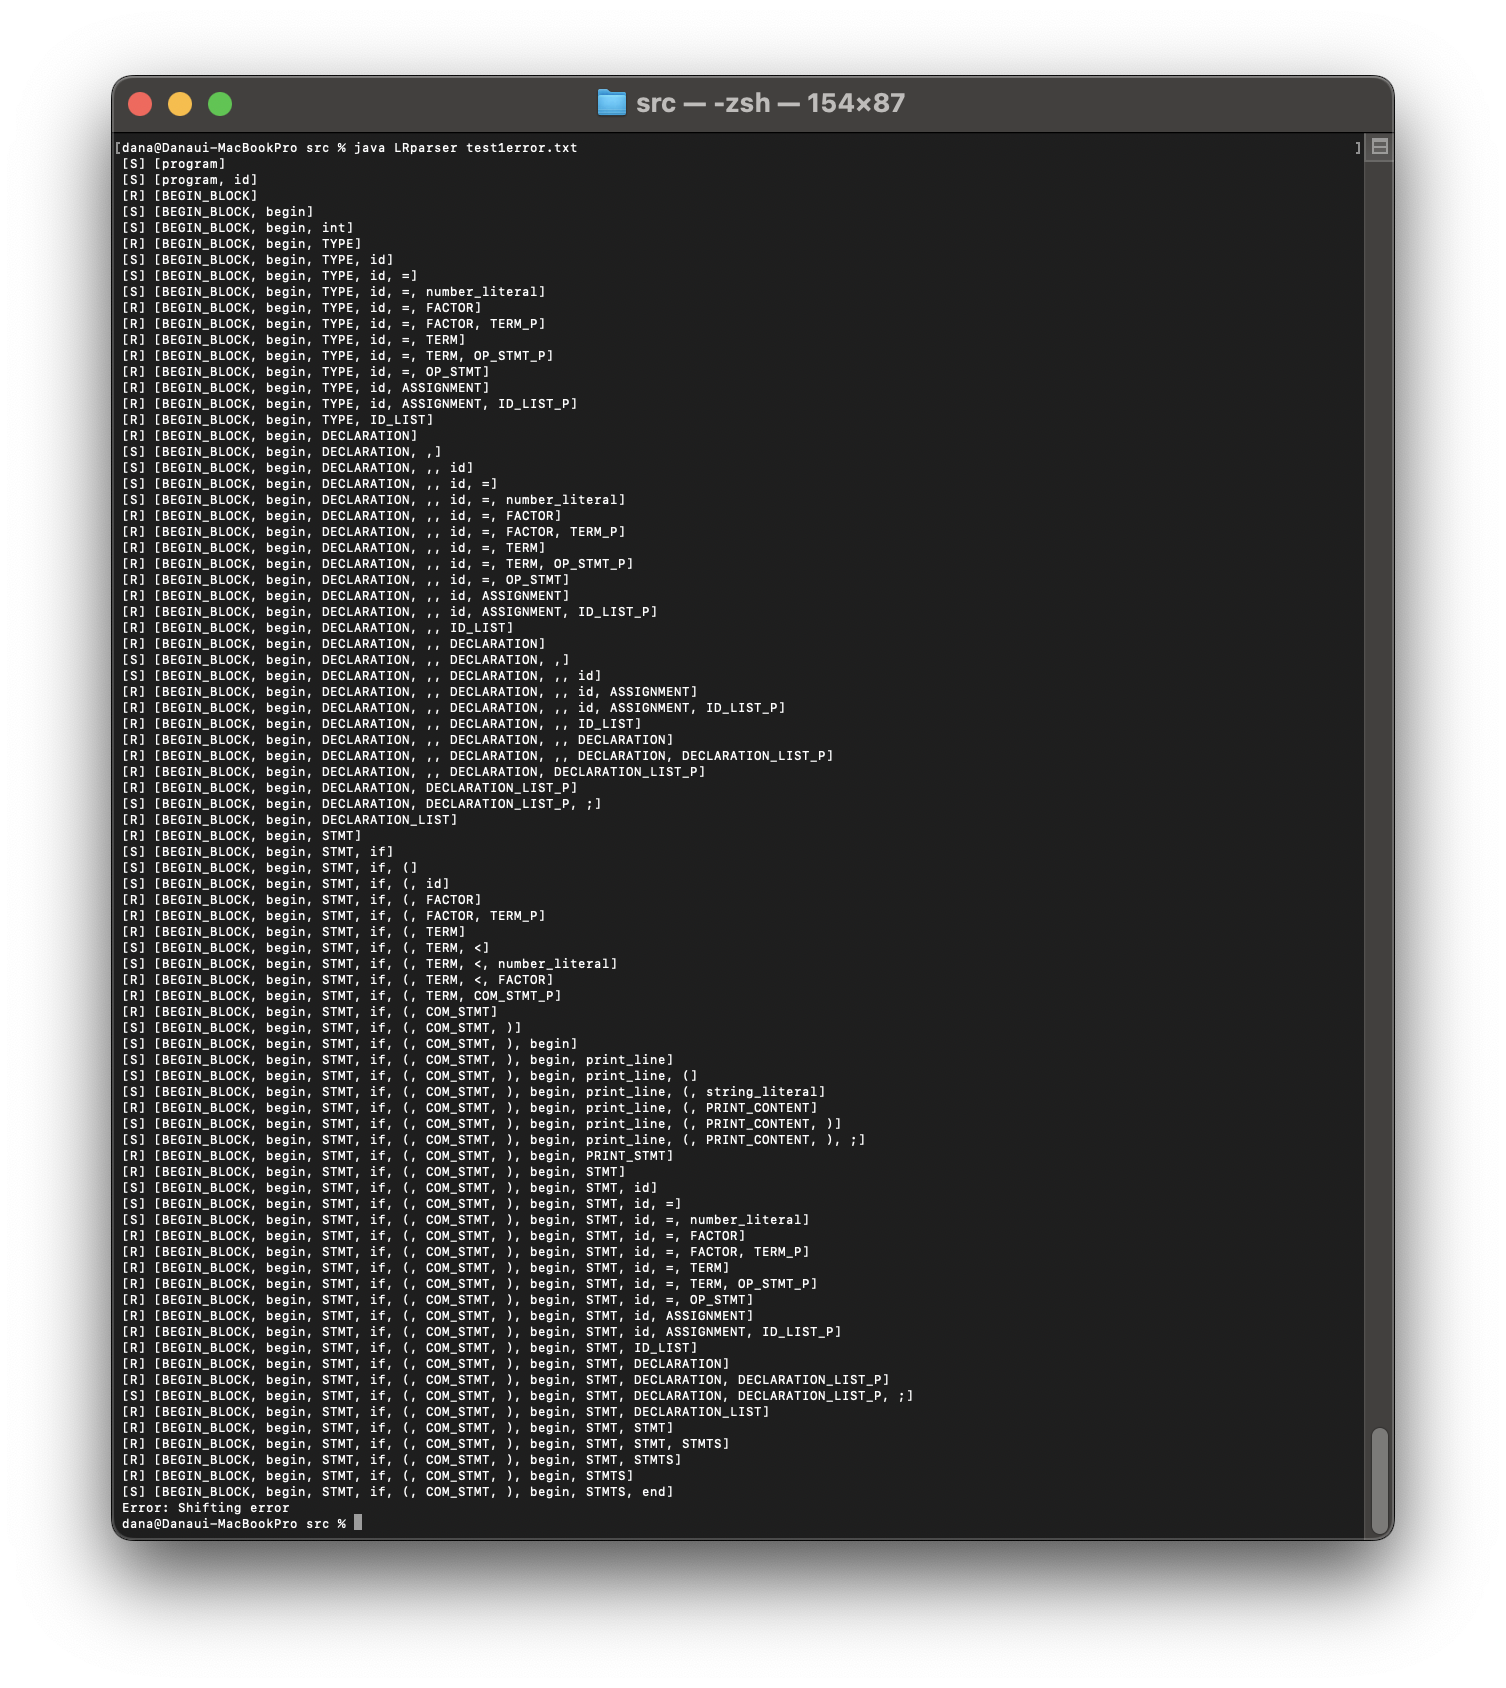 src — -zsh — 154×87
[dana@Danaui-MacBookPro src % java LRparser test1error.txt ]
[S] [program]
[S] [program, id]
[R] [BEGIN_BLOCK]
[S] [BEGIN_BLOCK, begin]
[S] [BEGIN_BLOCK, begin, int]
[R] [BEGIN_BLOCK, begin, TYPE]
[S] [BEGIN_BLOCK, begin, TYPE, id]
[S] [BEGIN_BLOCK, begin, TYPE, id, =]
[S] [BEGIN_BLOCK, begin, TYPE, id, =, number_literal]
[R] [BEGIN_BLOCK, begin, TYPE, id, =, FACTOR]
[R] [BEGIN_BLOCK, begin, TYPE, id, =, FACTOR, TERM_P]
[R] [BEGIN_BLOCK, begin, TYPE, id, =, TERM]
[R] [BEGIN_BLOCK, begin, TYPE, id, =, TERM, OP_STMT_P]
[R] [BEGIN_BLOCK, begin, TYPE, id, =, OP_STMT]
[R] [BEGIN_BLOCK, begin, TYPE, id, ASSIGNMENT]
[R] [BEGIN_BLOCK, begin, TYPE, id, ASSIGNMENT, ID_LIST_P]
[R] [BEGIN_BLOCK, begin, TYPE, ID_LIST]
[R] [BEGIN_BLOCK, begin, DECLARATION]
[S] [BEGIN_BLOCK, begin, DECLARATION, ,]
[S] [BEGIN_BLOCK, begin, DECLARATION, ,, id]
[S] [BEGIN_BLOCK, begin, DECLARATION, ,, id, =]
[S] [BEGIN_BLOCK, begin, DECLARATION, ,, id, =, number_literal]
[R] [BEGIN_BLOCK, begin, DECLARATION, ,, id, =, FACTOR]
[R] [BEGIN_BLOCK, begin, DECLARATION, ,, id, =, FACTOR, TERM_P]
[R] [BEGIN_BLOCK, begin, DECLARATION, ,, id, =, TERM]
[R] [BEGIN_BLOCK, begin, DECLARATION, ,, id, =, TERM, OP_STMT_P]
[R] [BEGIN_BLOCK, begin, DECLARATION, ,, id, =, OP_STMT]
[R] [BEGIN_BLOCK, begin, DECLARATION, ,, id, ASSIGNMENT]
[R] [BEGIN_BLOCK, begin, DECLARATION, ,, id, ASSIGNMENT, ID_LIST_P]
[R] [BEGIN_BLOCK, begin, DECLARATION, ,, ID_LIST]
[R] [BEGIN_BLOCK, begin, DECLARATION, ,, DECLARATION]
[S] [BEGIN_BLOCK, begin, DECLARATION, ,, DECLARATION, ,]
[S] [BEGIN_BLOCK, begin, DECLARATION, ,, DECLARATION, ,, id]
[R] [BEGIN_BLOCK, begin, DECLARATION, ,, DECLARATION, ,, id, ASSIGNMENT]
[R] [BEGIN_BLOCK, begin, DECLARATION, ,, DECLARATION, ,, id, ASSIGNMENT, ID_LIST_P]
[R] [BEGIN_BLOCK, begin, DECLARATION, ,, DECLARATION, ,, ID_LIST]
[R] [BEGIN_BLOCK, begin, DECLARATION, ,, DECLARATION, ,, DECLARATION]
[R] [BEGIN_BLOCK, begin, DECLARATION, ,, DECLARATION, ,, DECLARATION, DECLARATION_LIST_P]
[R] [BEGIN_BLOCK, begin, DECLARATION, ,, DECLARATION, DECLARATION_LIST_P]
[R] [BEGIN_BLOCK, begin, DECLARATION, DECLARATION_LIST_P]
[S] [BEGIN_BLOCK, begin, DECLARATION, DECLARATION_LIST_P, ;]
[R] [BEGIN_BLOCK, begin, DECLARATION_LIST]
[R] [BEGIN_BLOCK, begin, STMT]
[S] [BEGIN_BLOCK, begin, STMT, if]
[S] [BEGIN_BLOCK, begin, STMT, if, (]
[S] [BEGIN_BLOCK, begin, STMT, if, (, id]
[R] [BEGIN_BLOCK, begin, STMT, if, (, FACTOR]
[R] [BEGIN_BLOCK, begin, STMT, if, (, FACTOR, TERM_P]
[R] [BEGIN_BLOCK, begin, STMT, if, (, TERM]
[S] [BEGIN_BLOCK, begin, STMT, if, (, TERM, <]
[S] [BEGIN_BLOCK, begin, STMT, if, (, TERM, <, number_literal]
[R] [BEGIN_BLOCK, begin, STMT, if, (, TERM, <, FACTOR]
[R] [BEGIN_BLOCK, begin, STMT, if, (, TERM, COM_STMT_P]
[R] [BEGIN_BLOCK, begin, STMT, if, (, COM_STMT]
[S] [BEGIN_BLOCK, begin, STMT, if, (, COM_STMT, )]
[S] [BEGIN_BLOCK, begin, STMT, if, (, COM_STMT, ), begin]
[S] [BEGIN_BLOCK, begin, STMT, if, (, COM_STMT, ), begin, print_line]
[S] [BEGIN_BLOCK, begin, STMT, if, (, COM_STMT, ), begin, print_line, (]
[S] [BEGIN_BLOCK, begin, STMT, if, (, COM_STMT, ), begin, print_line, (, string_literal]
[R] [BEGIN_BLOCK, begin, STMT, if, (, COM_STMT, ), begin, print_line, (, PRINT_CONTENT]
[S] [BEGIN_BLOCK, begin, STMT, if, (, COM_STMT, ), begin, print_line, (, PRINT_CONTENT, )]
[S] [BEGIN_BLOCK, begin, STMT, if, (, COM_STMT, ), begin, print_line, (, PRINT_CONTENT, ), ;]
[R] [BEGIN_BLOCK, begin, STMT, if, (, COM_STMT, ), begin, PRINT_STMT]
[R] [BEGIN_BLOCK, begin, STMT, if, (, COM_STMT, ), begin, STMT]
[S] [BEGIN_BLOCK, begin, STMT, if, (, COM_STMT, ), begin, STMT, id]
[S] [BEGIN_BLOCK, begin, STMT, if, (, COM_STMT, ), begin, STMT, id, =]
[S] [BEGIN_BLOCK, begin, STMT, if, (, COM_STMT, ), begin, STMT, id, =, number_literal]
[R] [BEGIN_BLOCK, begin, STMT, if, (, COM_STMT, ), begin, STMT, id, =, FACTOR]
[R] [BEGIN_BLOCK, begin, STMT, if, (, COM_STMT, ), begin, STMT, id, =, FACTOR, TERM_P]
[R] [BEGIN_BLOCK, begin, STMT, if, (, COM_STMT, ), begin, STMT, id, =, TERM]
[R] [BEGIN_BLOCK, begin, STMT, if, (, COM_STMT, ), begin, STMT, id, =, TERM, OP_STMT_P]
[R] [BEGIN_BLOCK, begin, STMT, if, (, COM_STMT, ), begin, STMT, id, =, OP_STMT]
[R] [BEGIN_BLOCK, begin, STMT, if, (, COM_STMT, ), begin, STMT, id, ASSIGNMENT]
[R] [BEGIN_BLOCK, begin, STMT, if, (, COM_STMT, ), begin, STMT, id, ASSIGNMENT, ID_LIST_P]
[R] [BEGIN_BLOCK, begin, STMT, if, (, COM_STMT, ), begin, STMT, ID_LIST]
[R] [BEGIN_BLOCK, begin, STMT, if, (, COM_STMT, ), begin, STMT, DECLARATION]
[R] [BEGIN_BLOCK, begin, STMT, if, (, COM_STMT, ), begin, STMT, DECLARATION, DECLARATION_LIST_P]
[S] [BEGIN_BLOCK, begin, STMT, if, (, COM_STMT, ), begin, STMT, DECLARATION, DECLARATION_LIST_P, ;]
[R] [BEGIN_BLOCK, begin, STMT, if, (, COM_STMT, ), begin, STMT, DECLARATION_LIST]
[R] [BEGIN_BLOCK, begin, STMT, if, (, COM_STMT, ), begin, STMT, STMT]
[R] [BEGIN_BLOCK, begin, STMT, if, (, COM_STMT, ), begin, STMT, STMT, STMTS]
[R] [BEGIN_BLOCK, begin, STMT, if, (, COM_STMT, ), begin, STMT, STMTS]
[R] [BEGIN_BLOCK, begin, STMT, if, (, COM_STMT, ), begin, STMTS]
[S] [BEGIN_BLOCK, begin, STMT, if, (, COM_STMT, ), begin, STMTS, end]
Error: Shifting error
dana@Danaui-MacBookPro src %